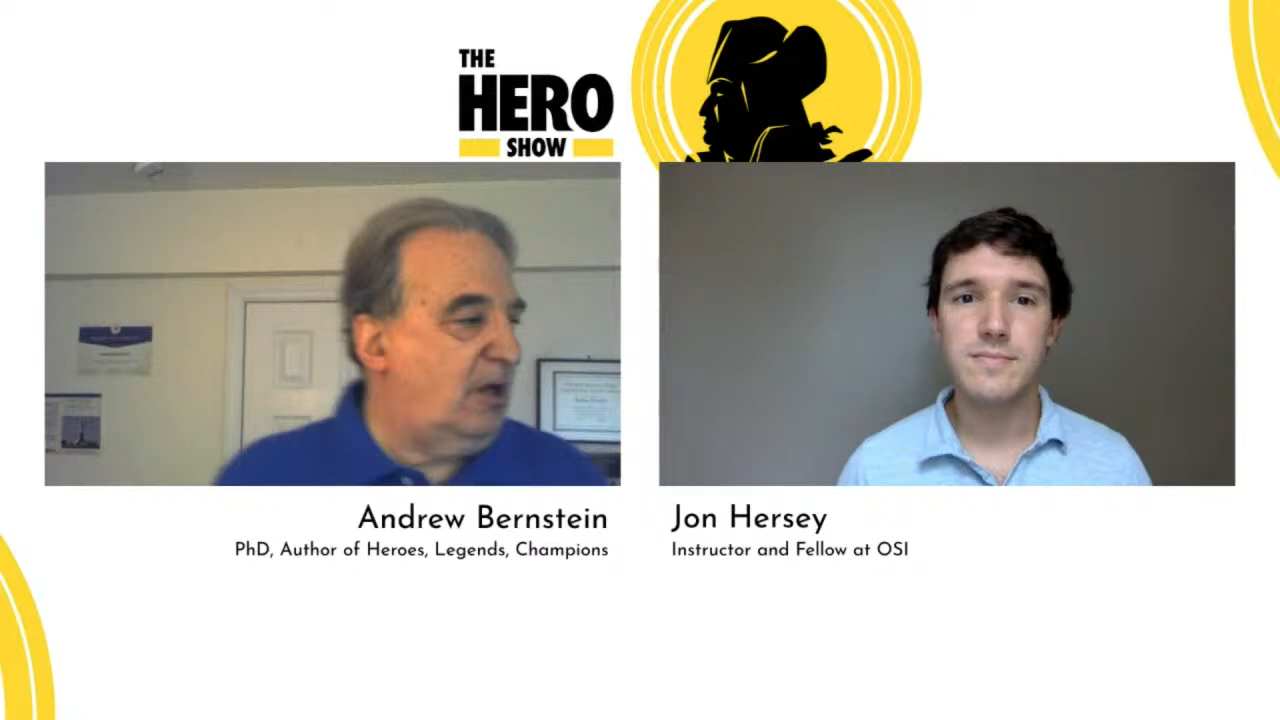 THE
HERO
SHOW
Andrew Bernstein
PhD, Author of Heroes, Legends, Champions
Jon Hersey
Instructor and Fellow at OSI